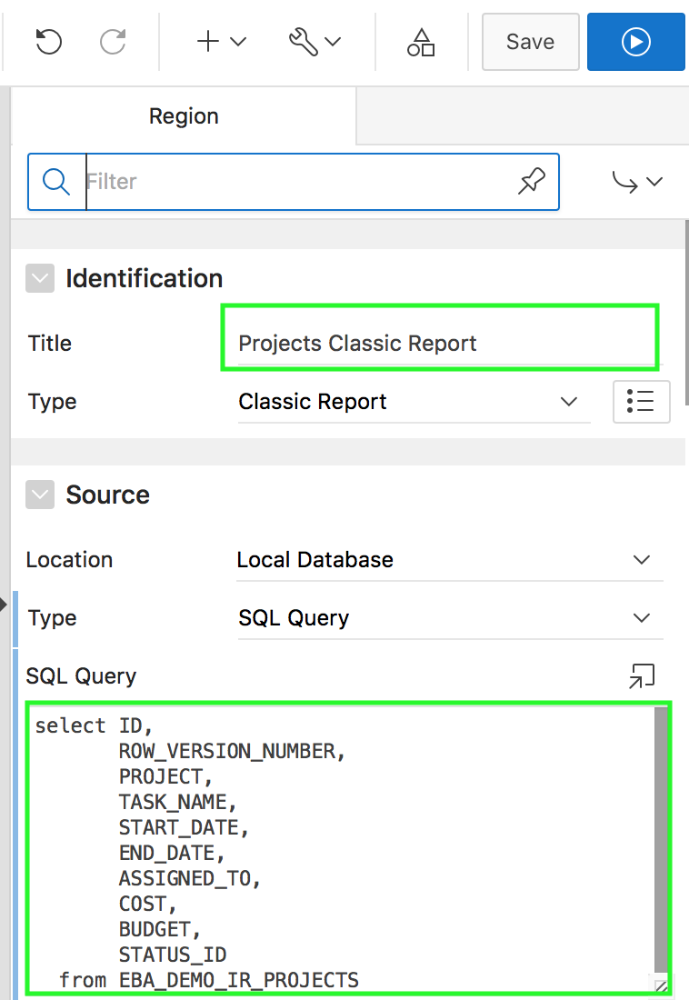 Save
Region
Filter
Identification
Title Projects Classic Report
Type Classic Report
Source
Location Local Database
Type SQL Query
SQL Query
select ID,
ROW_VERSION_NUMBER,
PROJECT,
TASK_NAME,
START_DATE,
END_DATE,
ASSIGNED_TO,
COST,
BUDGET,
STATUS_ID
from EBA_DEMO_IR_PROJECTS